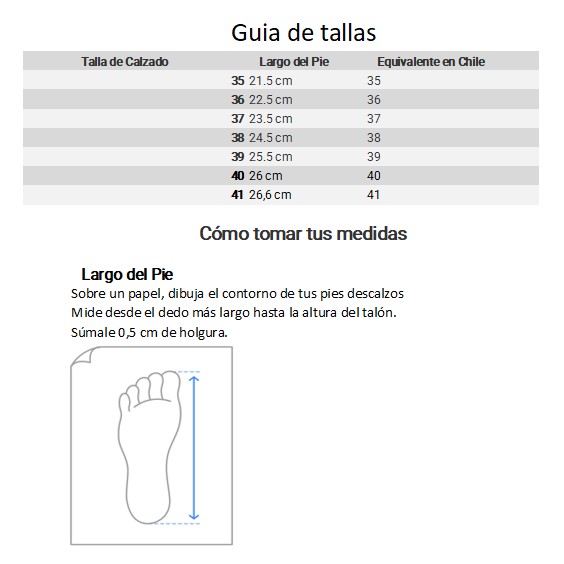 Guia de tallas
Talla de Calzado Largo del Pie Equivalente en Chile
35 21.5 cm 35
36 22.5 cm 36
37 23.5 cm 37
38 24.5 cm 38
39 25.5 cm 39
40 26 cm 40
41 26,6 cm 41
Cómo tomar tus medidas
Largo del Pie
Sobre un papel, dibuja el contorno de tus pies descalzos
Mide desde el dedo más largo hasta la altura del talón.
Súmale 0,5 cm de holgura.